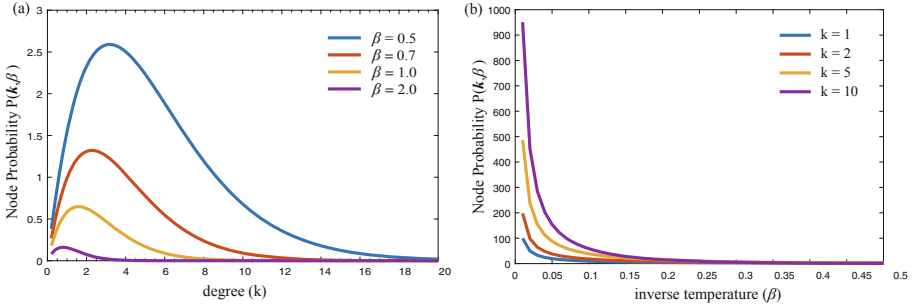 (a)
Node Probability P(k,β)
3
2.5
2
1.5
1
0.5
0
β = 0.5
β = 0.7
β = 1.0
β = 2.0
0 2 4 6 8 10 12 14 16 18 20
degree (k)
(b)
Node Probability P(k,β)
1000
900
800
700
600
500
400
300
200
100
k = 1
k = 2
k = 5
k = 10
0 0.05 0.1 0.15 0.2 0.25 0.3 0.35 0.4 0.45 0.5
inverse temperature (β)